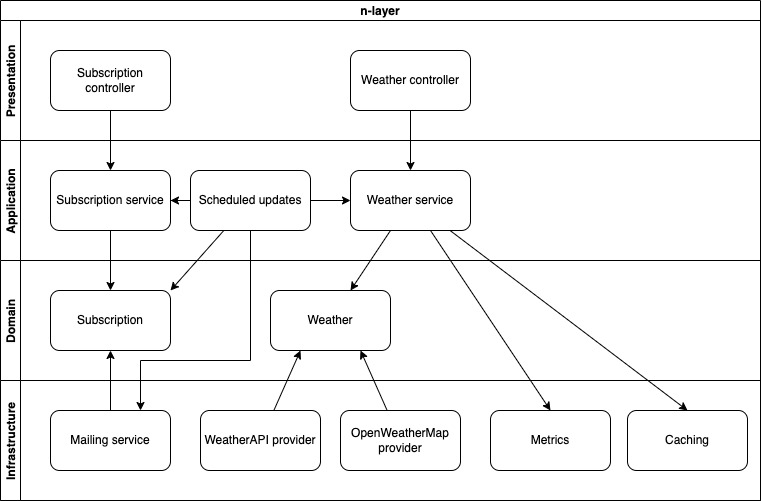 n-layer
Presentation
Subscription
controller
Weather controller
Application
Subscription service
Scheduled updates
Weather service
Domain
Subscription
Weather
Infrastructure
Mailing service
WeatherAPI provider
OpenWeatherMap
provider
Metrics
Caching